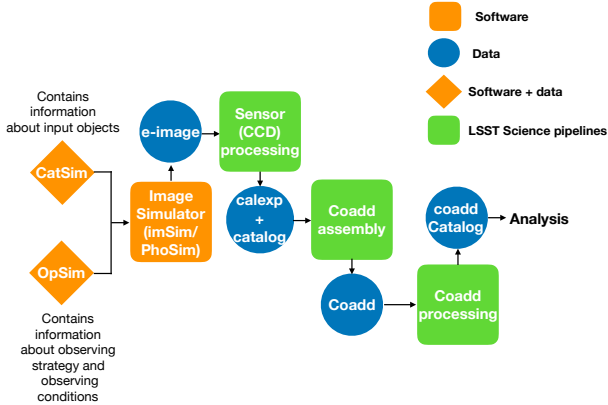 Software
Data
Software + data
LSST Science pipelines
Contains
information
about input objects
CatSim
OpSim
Contains
information
about observing
strategy and
observing
conditions
Image
Simulator
(imSim/
PhoSim)
e-image
Sensor
(CCD)
processing
calexp
+
catalog
Coadd
assembly
Coadd
Coadd
processing
coadd
Catalog
Analysis